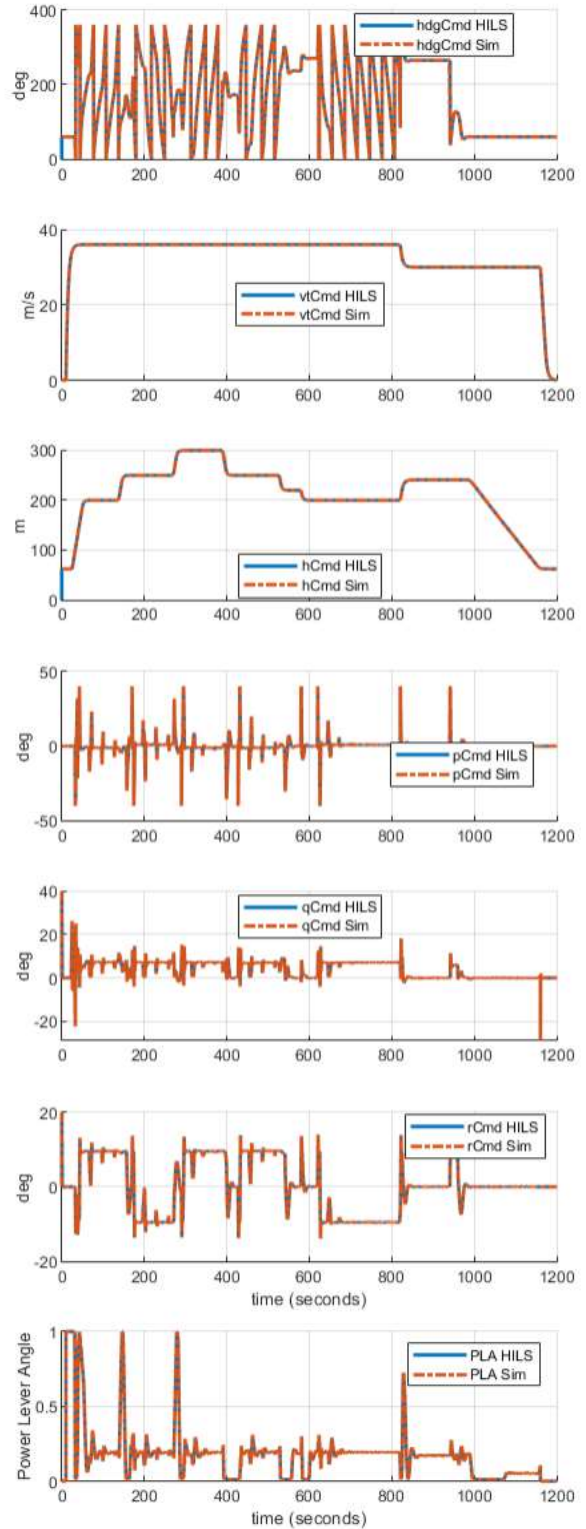 400
200
0
deg
hdgCmd HILS
hdgCmd Sim
0 200 400 600 800 1000 1200
40
20
0
m/s
vtCmd HILS
vtCmd Sim
0 200 400 600 800 1000 1200
300
200
100
0
m
hCmd HILS
hCmd Sim
0 200 400 600 800 1000 1200
50
0
-50
deg
pCmd HILS
pCmd Sim
0 200 400 600 800 1000 1200
40
20
0
-20
deg
qCmd HILS
qCmd Sim
0 200 400 600 800 1000 1200
20
0
-20
deg
rCmd HILS
rCmd Sim
0 200 400 600 800 1000 1200
time (seconds)
1
0.5
0
Power Lever Angle
PLA HILS
PLA Sim
0 200 400 600 800 1000 1200
time (seconds)